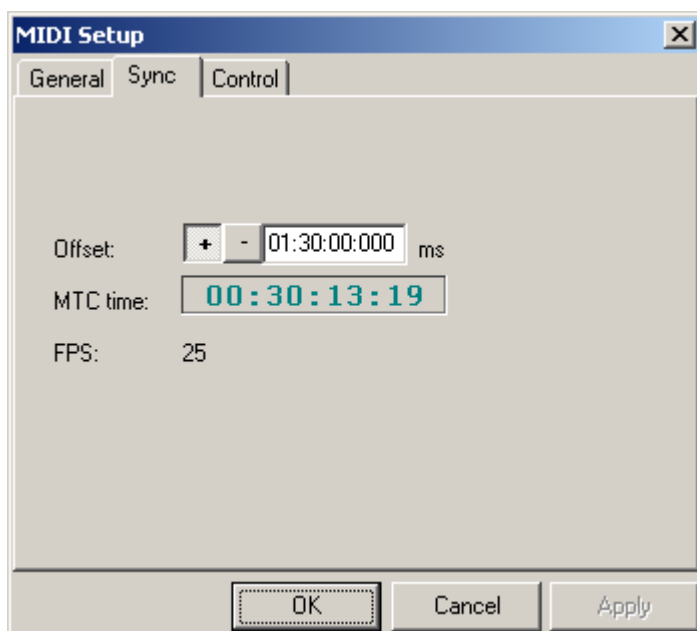 MIDI Setup
General Sync Control
Offset: + - 01:30:00:000 ms
MTC time: 00:30:13:19
FPS: 25
OK Cancel Apply